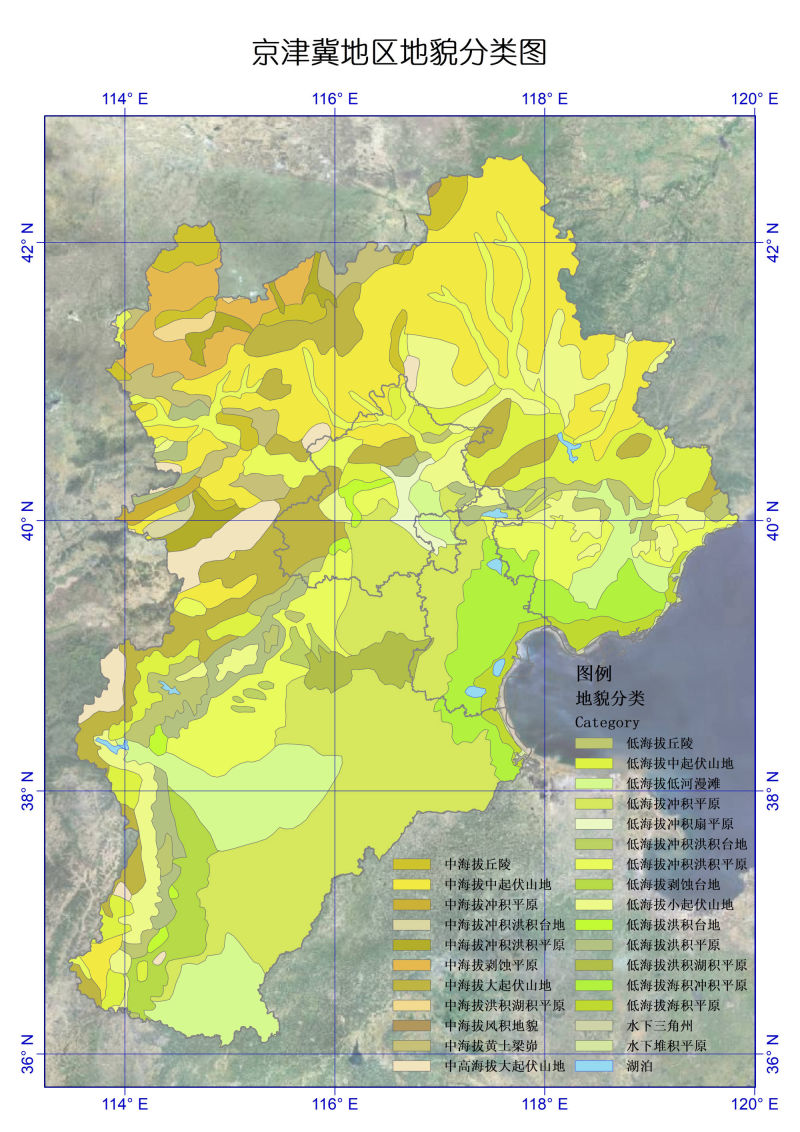 京津冀地区地貌分类图
114° E 116° E 118° E 120° E
42° N 42° N
40° N 40° N
38° N 38° N
36° N 36° N
图例
地貌分类
Category
低海拔丘陵
低海拔中起伏山地
低海拔低河漫滩
低海拔冲积平原
低海拔冲积扇平原
低海拔冲积洪积台地
低海拔冲积洪积平原
低海拔剥蚀台地
低海拔小起伏山地
低海拔洪积台地
低海拔洪积平原
低海拔洪积湖积平原
低海拔海积冲积平原
低海拔海积平原
水下三角州
水下堆积平原
湖泊
中海拔丘陵
中海拔中起伏山地
中海拔冲积平原
中海拔冲积洪积台地
中海拔冲积洪积平原
中海拔剥蚀平原
中海拔大起伏山地
中海拔洪积湖积平原
中海拔风积地貌
中海拔黄土梁峁
中高海拔大起伏山地
114° E 116° E 118° E 120° E